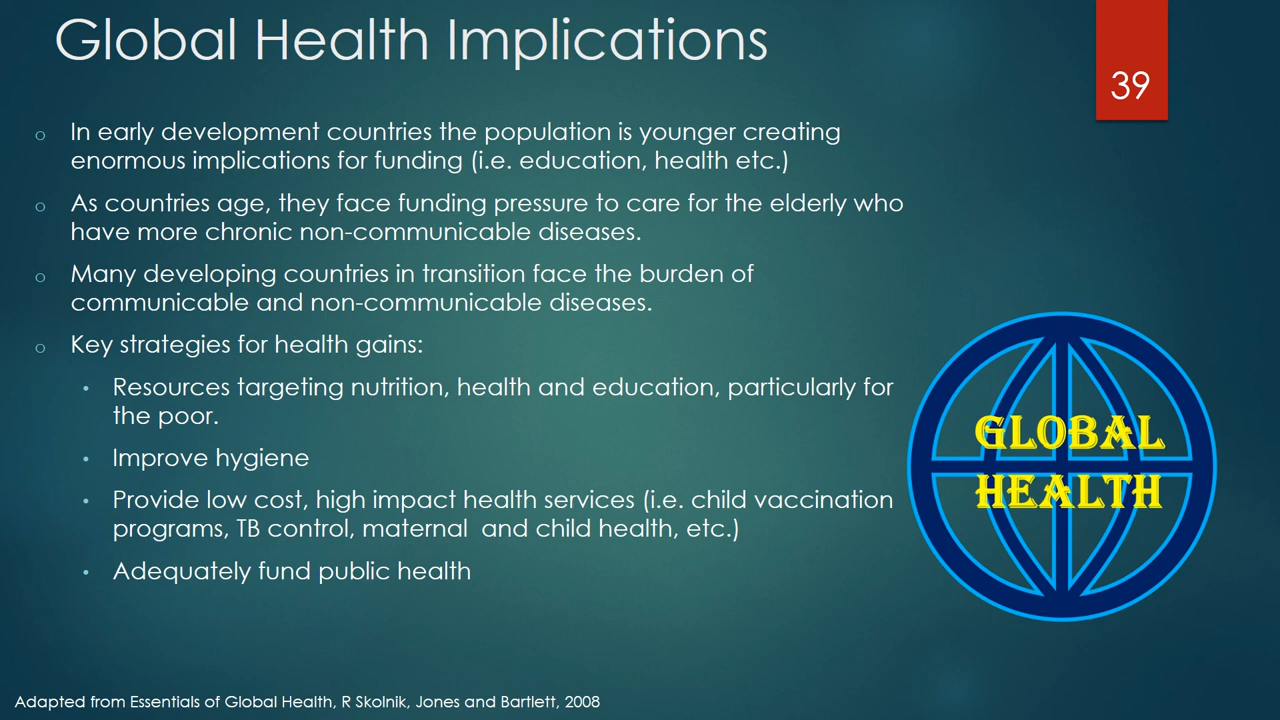 Global Health Implications
39
o In early development countries the population is younger creating
enormous implications for funding (i.e. education, health etc.)
o As countries age, they face funding pressure to care for the elderly who
have more chronic non-communicable diseases.
o Many developing countries in transition face the burden of
communicable and non-communicable diseases.
o Key strategies for health gains:
• Resources targeting nutrition, health and education, particularly for
the poor.
• Improve hygiene
• Provide low cost, high impact health services (i.e. child vaccination
programs, TB control, maternal  and child health, etc.)
• Adequately fund public health
GLOBAL
HEALTH
Adapted from Essentials of Global Health, R Skolnik, Jones and Bartlett, 2008